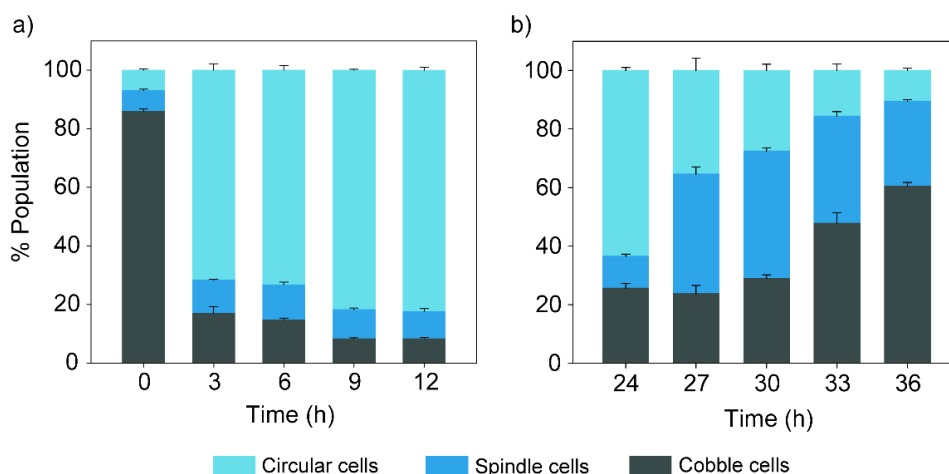 a)
b)
% Population
100
80
60
40
20
0
0 3 6 9 12
Time (h)
100
80
60
40
20
0
24 27 30 33 36
Time (h)
Circular cells Spindle cells Cobble cells